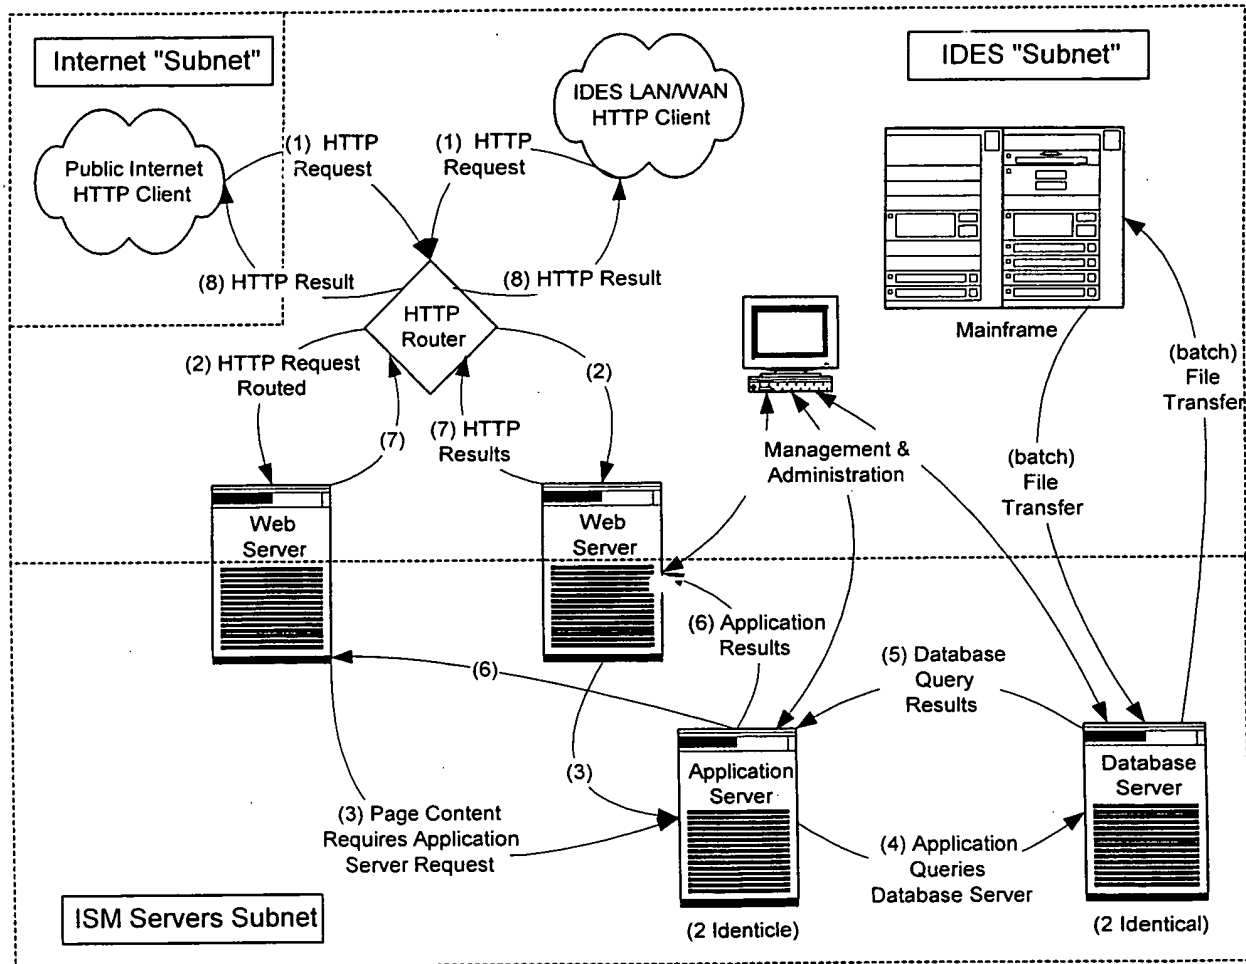 Internet "Subnet"
IDES "Subnet"
IDES LAN/WAN
HTTP Client
Public Internet
HTTP Client
(1) HTTP
Request
(1) HTTP
Request
(8) HTTP Result
(8) HTTP Result
HTTP
Router
Mainframe
(2) HTTP Request
Routed
(2)
(batch)
File
Transfer
(7)
(7) HTTP
Results
Management &
Administration
(batch)
File
Transfer
Web
Server
Web
Server
(6) Application
Results
(6)
(5) Database
Query
Results
(3)
Application
Server
Database
Server
(3) Page Content
Requires Application
Server Request
(4) Application
Queries
Database Server
ISM Servers Subnet
(2 Identicle)
(2 Identical)